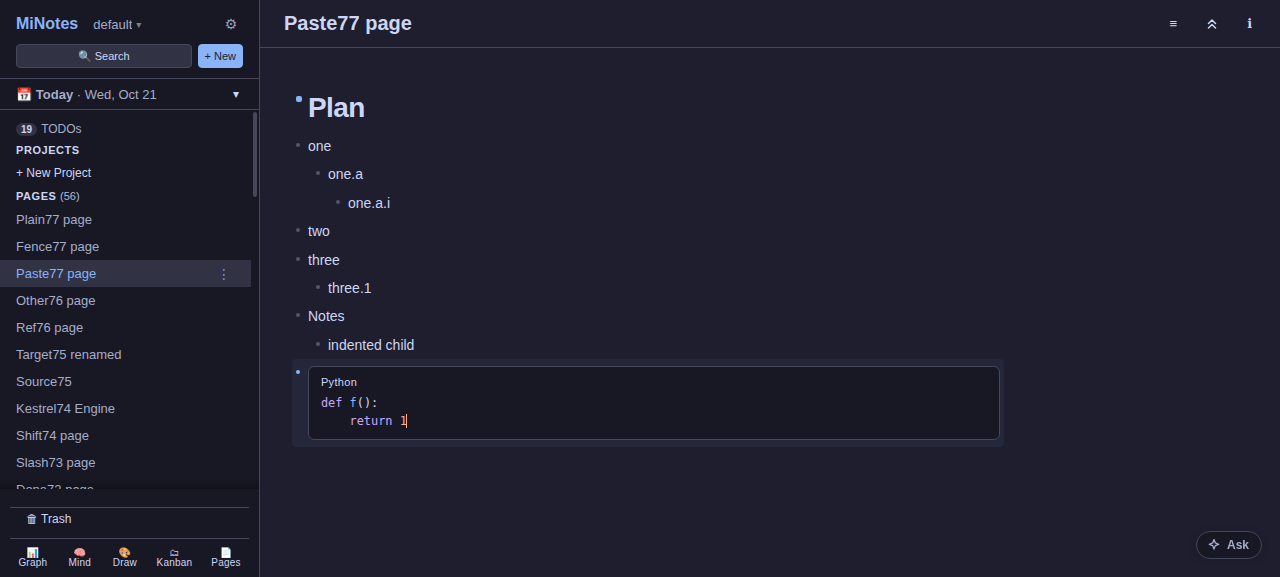 MiNotes default ▾ ⚙
🔍 Search + New
📅 Today · Wed, Oct 21 ▾
19 TODOs
PROJECTS
+ New Project
PAGES (56)
Plain77 page
Fence77 page
Paste77 page ⋮
Other76 page
Ref76 page
Target75 renamed
Source75
Kestrel74 Engine
Shift74 page
Slash73 page
🗑 Trash
Graph Mind Draw Kanban Pages
Paste77 page
Plan
one
one.a
one.a.i
two
three
three.1
Notes
indented child
Python
def f():
    return 1
Ask